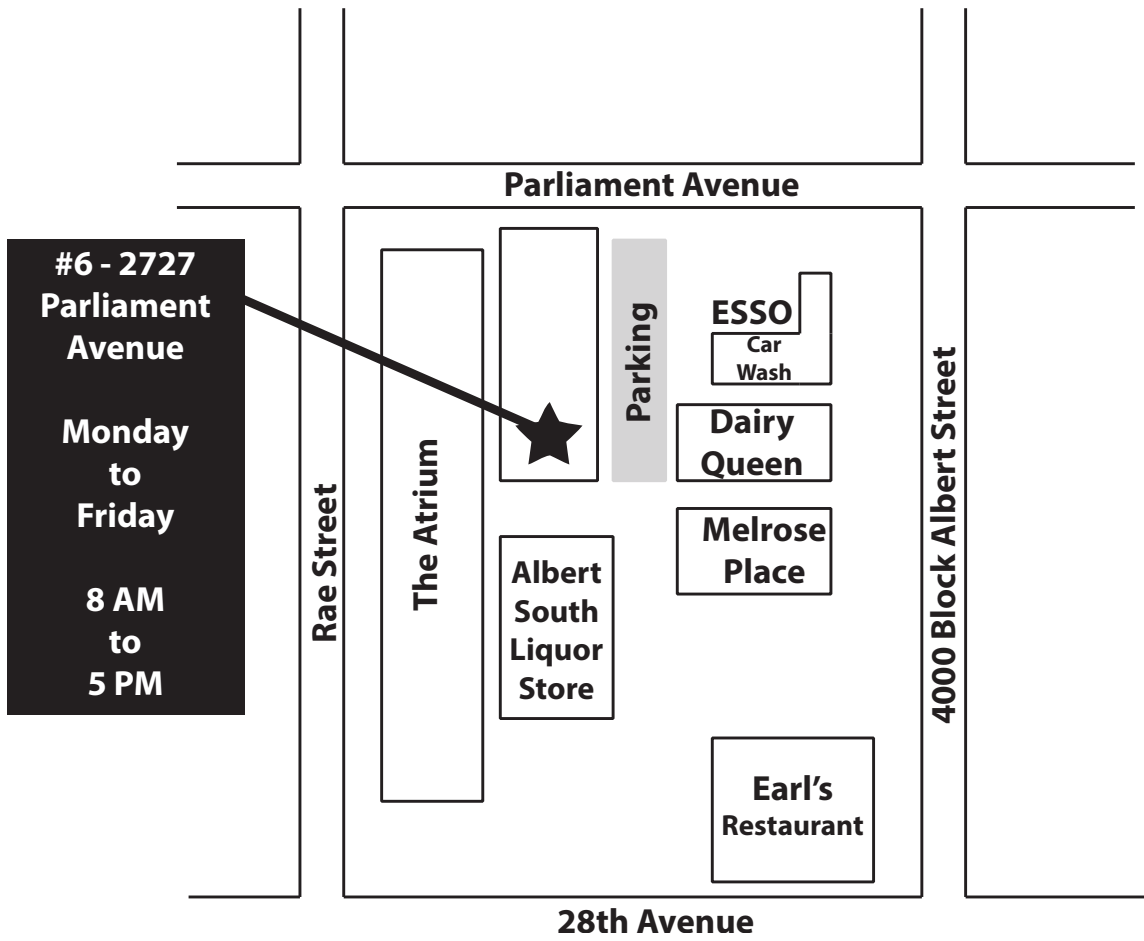 Parliament Avenue
#6 - 2727
Parliament
Avenue
Monday
to
Friday
8 AM
to
5 PM
Rae Street
The Atrium
Parking
ESSO
Car
Wash
Dairy
Queen
Melrose
Place
Albert
South
Liquor
Store
Earl's
Restaurant
4000 Block Albert Street
28th Avenue